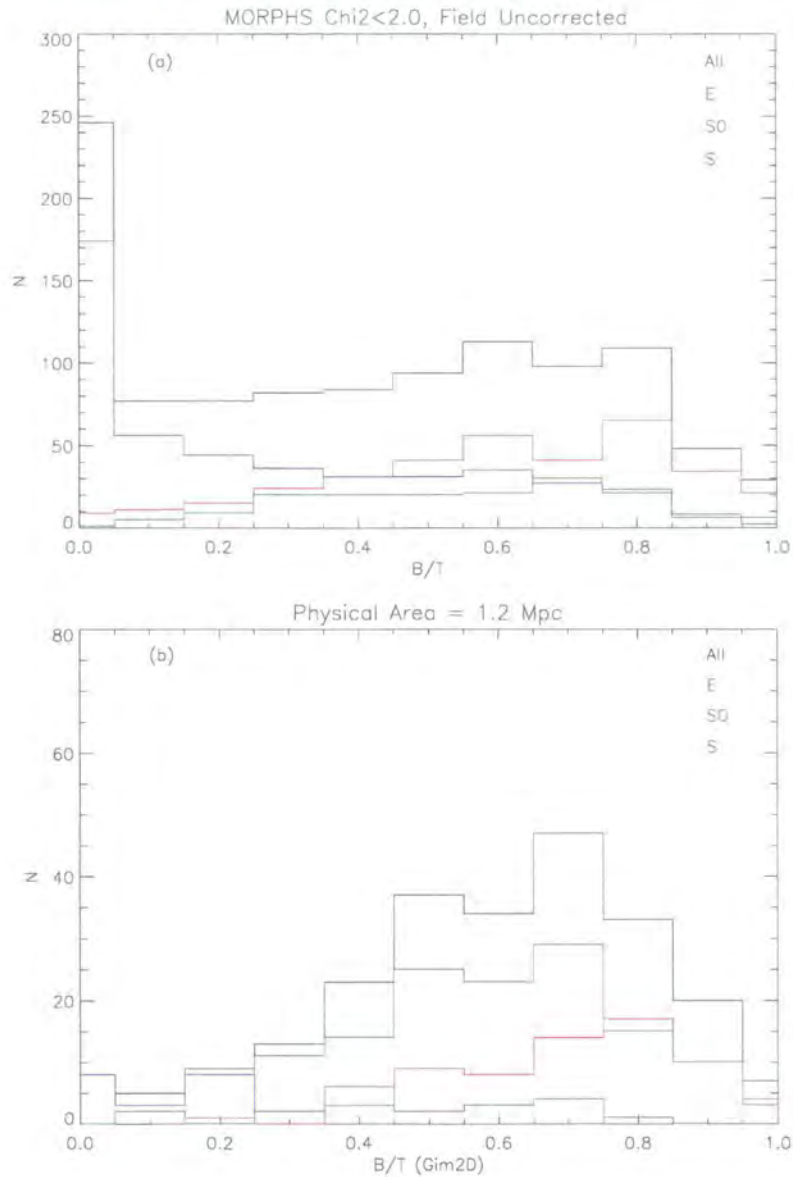 MORPHS Chi2<2.0, Field Uncorrected
300
(a)
All
E
S0
S
250
200
150
100
50
0
N
0.0 0.2 0.4 0.6 0.8 1.0
B/T
Physical Area = 1.2 Mpc
80
(b)
All
E
S0
S
60
40
20
0
N
0.0 0.2 0.4 0.6 0.8 1.0
B/T (Gim2D)